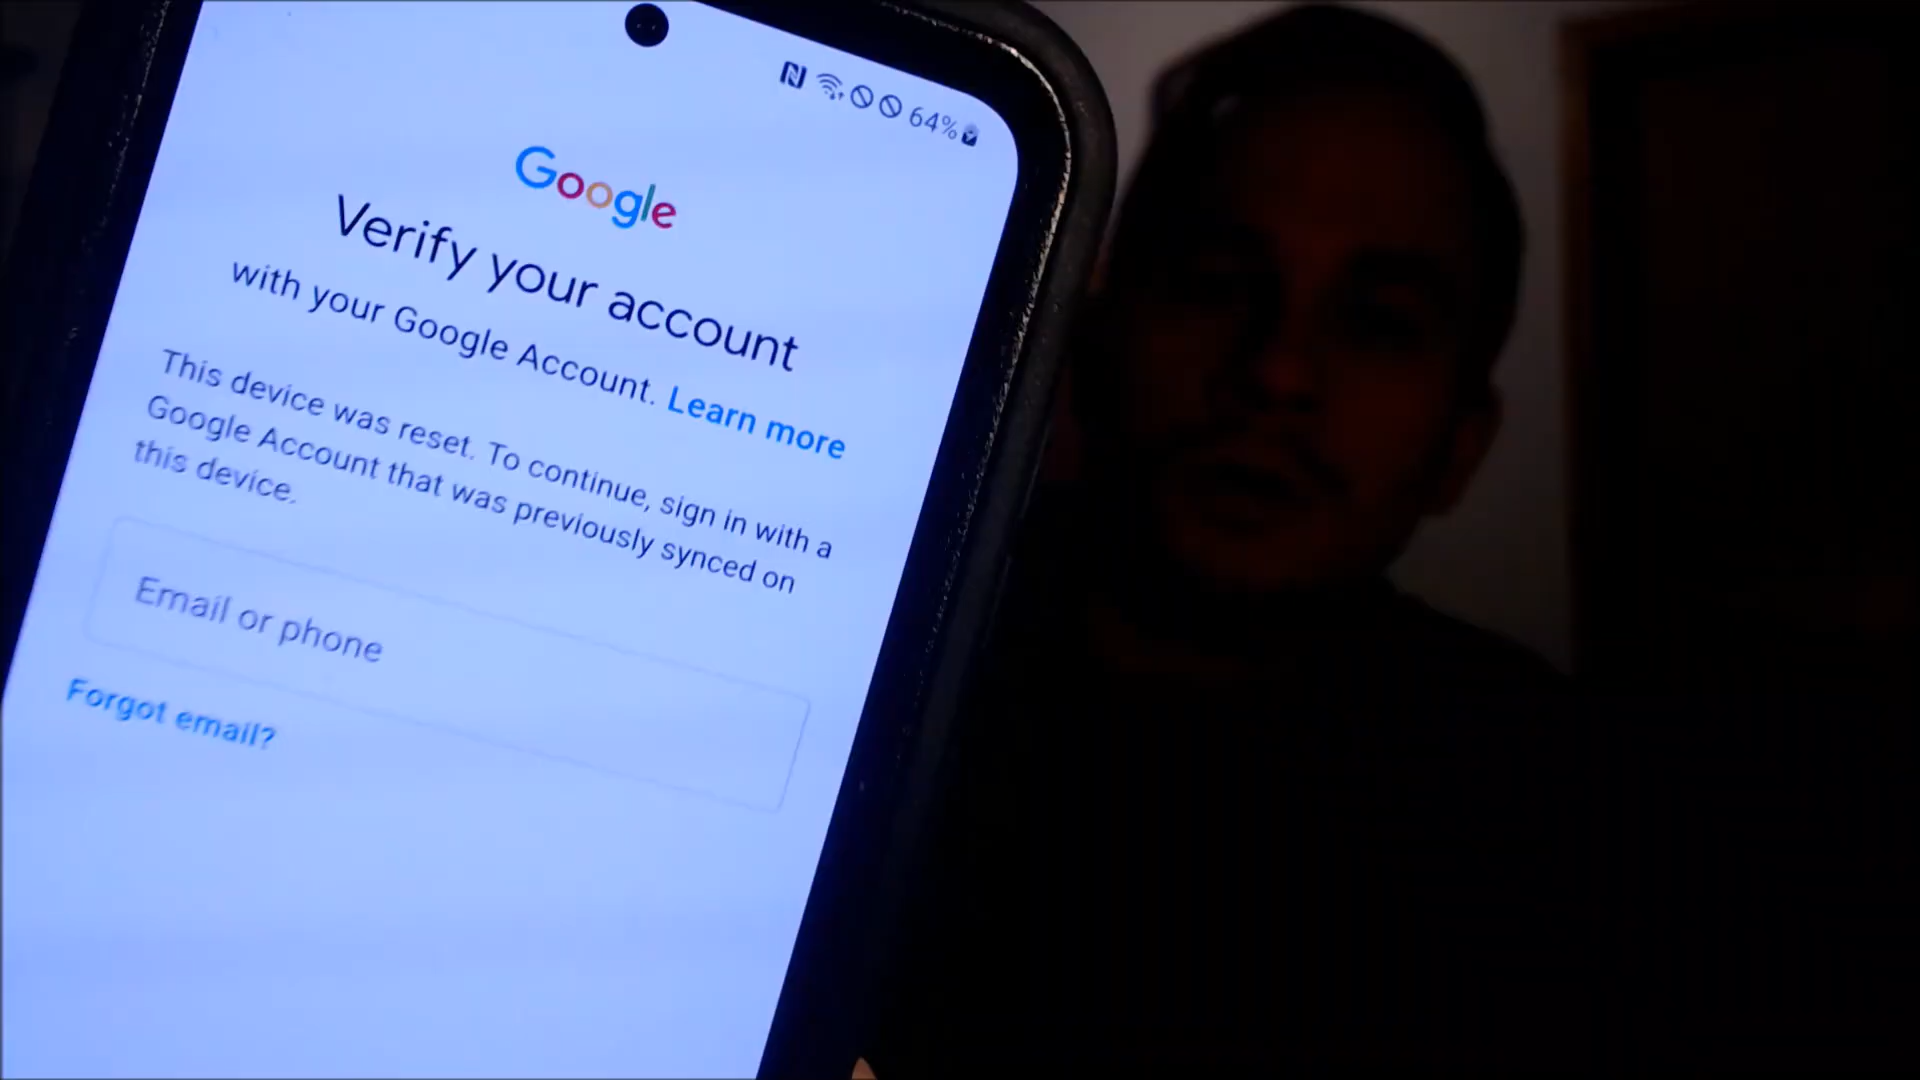 64%
Google
Verify your account
with your Google Account. Learn more
This device was reset. To continue, sign in with a
Google Account that was previously synced on
this device.
Email or phone
Forgot email?